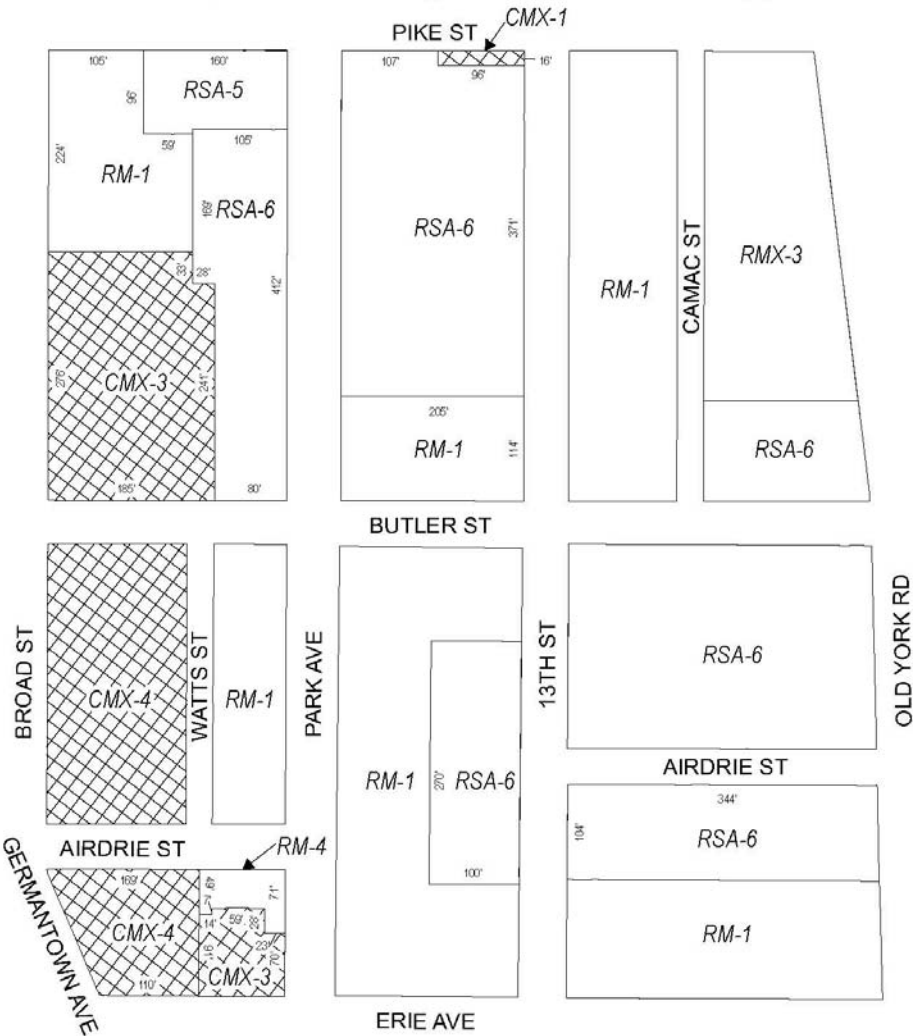 CMX-1
PIKE ST
105'
160'
107'
16'
96'
96'
RSA-5
59'
105'
224'
RM-1
169'
RSA-6
RSA-6
371'
33'
28'
412'
RM-1
CAMAC ST
RMX-3
276'
CMX-3
241'
205'
RM-1
114'
RSA-6
185'
80'
BUTLER ST
BROAD ST
CMX-4
WATTS ST
RM-1
PARK AVE
RM-1
270'
RSA-6
100'
13TH ST
RSA-6
OLD YORK RD
AIRDRIE ST
344'
104'
RSA-6
RM-1
GERMANTOWN AVE
AIRDRIE ST
RM-4
169'
49'
7'
71'
14'
59'
28'
CMX-4
91'
23'
70'
CMX-3
110'
ERIE AVE